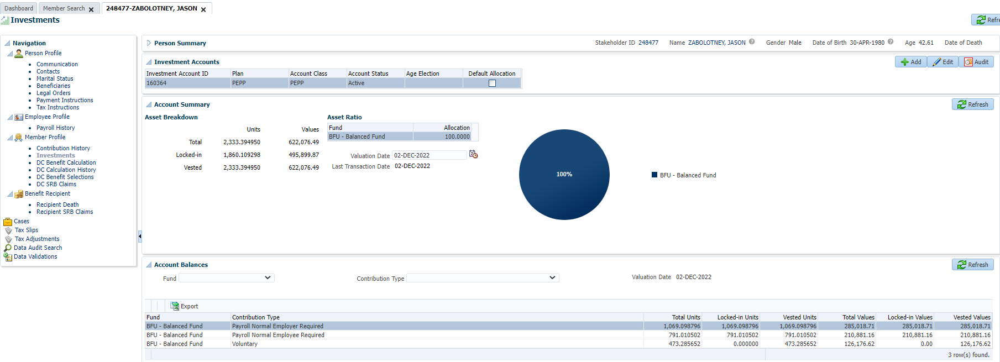 Dashboard Member Search 248477-ZABOLOTNEY, JASON
Investments
Refre
Navigation
Person Profile
Communication
Contacts
Marital Status
Beneficiaries
Legal Orders
Payment Instructions
Tax Instructions
Employee Profile
Payroll History
Member Profile
Contribution History
Investments
DC Benefit Calculation
DC Calculation History
DC Benefit Selections
DC SRB Claims
Benefit Recipient
Recipient Death
Recipient SRB Claims
Cases
Tax Slips
Tax Adjustments
Data Audit Search
Data Validations
Person Summary Stakeholder ID 248477 Name ZABOLOTNEY, JASON Gender Male Date of Birth 30-APR-1980 Age 42.61 Date of Death
Investment Accounts Add Edit Audit
Investment Account ID Plan Account Class Account Status Age Election Default Allocation
160364 PEPP PEPP Active
Account Summary Refresh
Asset Breakdown
Units Values
Total 2,333.394950 622,076.49
Locked-in 1,860.109298 495,899.87
Vested 2,333.394950 622,076.49
Asset Ratio
Fund Allocation
BFU - Balanced Fund 100.0000
Valuation Date 02-DEC-2022
Last Transaction Date 02-DEC-2022
100%
BFU - Balanced Fund
Account Balances Refresh
Fund Contribution Type Valuation Date 02-DEC-2022
Export
Fund Contribution Type Total Units Locked-in Units Vested Units Total Values Locked-in Values Vested Values
BFU - Balanced Fund Payroll Normal Employer Required 1,069.098796 1,069.098796 1,069.098796 285,018.71 285,018.71 285,018.71
BFU - Balanced Fund Payroll Normal Employee Required 791.010502 791.010502 791.010502 210,881.16 210,881.16 210,881.16
BFU - Balanced Fund Voluntary 473.285652 0.000000 473.285652 126,176.62 0.00 126,176.62
3 row(s) found.